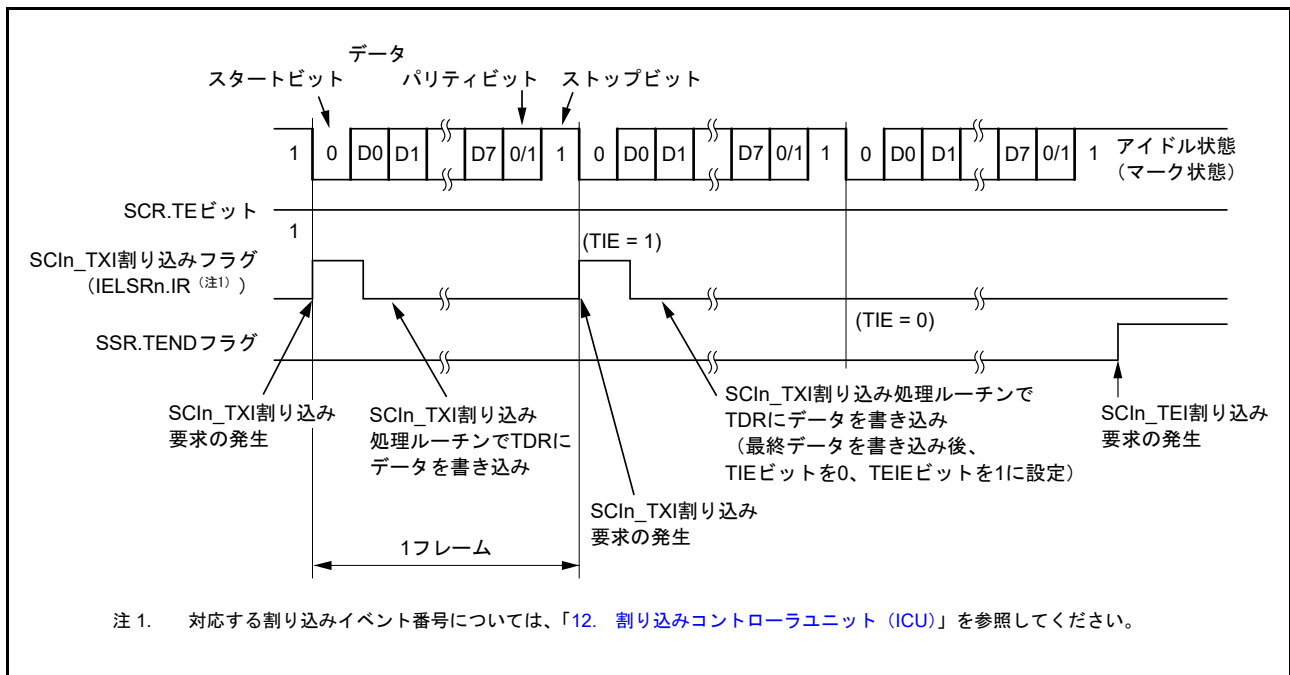 データ
スタートビット パリティビット ストップビット
1 0 D0 D1 D7 0/1 1 0 D0 D1 D7 0/1 1 0 D0 D1 D7 0/1 1 アイドル状態
（マーク状態）
SCR.TEビット
1
(TIE = 1)
SCIn_TXI割り込みフラグ
（IELSRn.IR（注1））
(TIE = 0)
SSR.TENDフラグ
SCIn_TXI割り込み
要求の発生
SCIn_TXI割り込み
処理ルーチンでTDRに
データを書き込み
SCIn_TXI割り込み処理ルーチンで
TDRにデータを書き込み
（最終データを書き込み後、
TIEビットを0、TEIEビットを1に設定）
SCIn_TEI割り込み
要求の発生
SCIn_TXI割り込み
要求の発生
1フレーム
注 1. 対応する割り込みイベント番号については、「12. 割り込みコントローラユニット（ICU）」を参照してください。